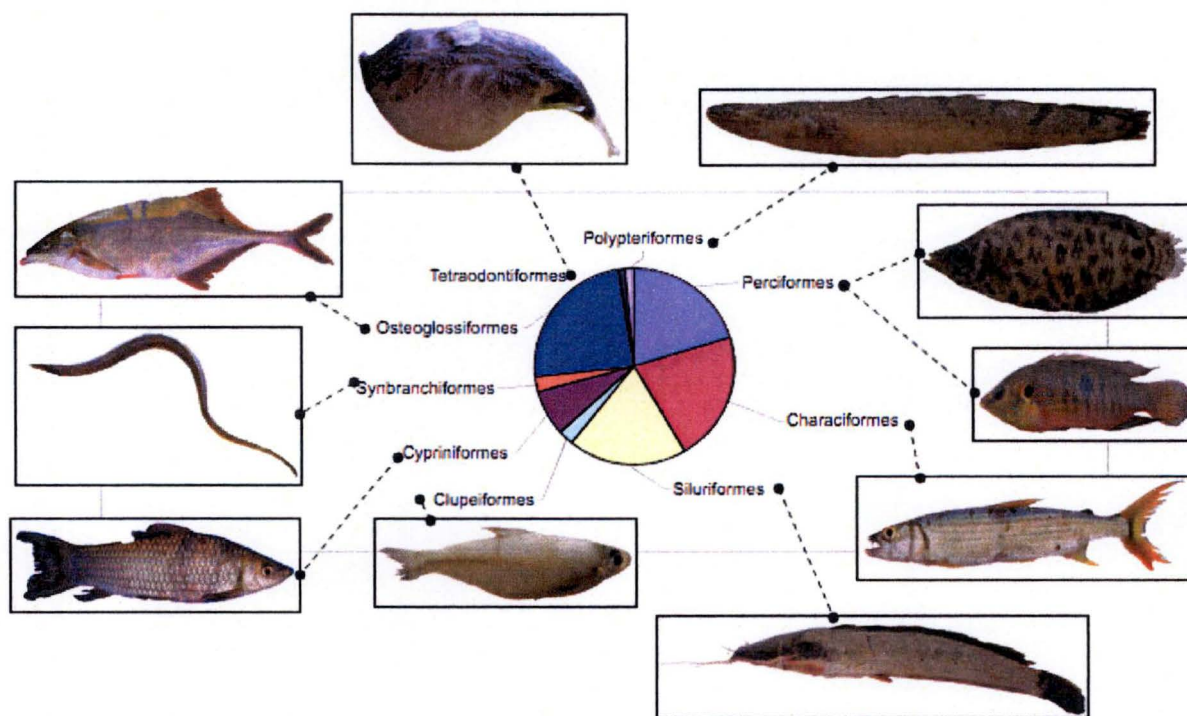 Polypteriformes
Tetraodontiformes
Perciformes
Osteoglossiformes
Synbranchiformes
Characiformes
Cypriniformes
Siluriformes
Clupeiformes